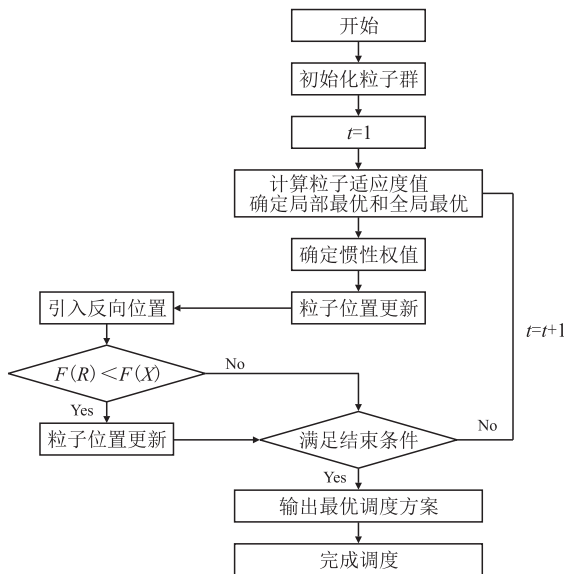 开始
初始化粒子群
t=1
计算粒子适应度值
确定局部最优和全局最优
确定惯性权值
引入反向位置
粒子位置更新
t=t+1
F(R)＜F(X)
No
Yes
粒子位置更新
满足结束条件
No
Yes
输出最优调度方案
完成调度